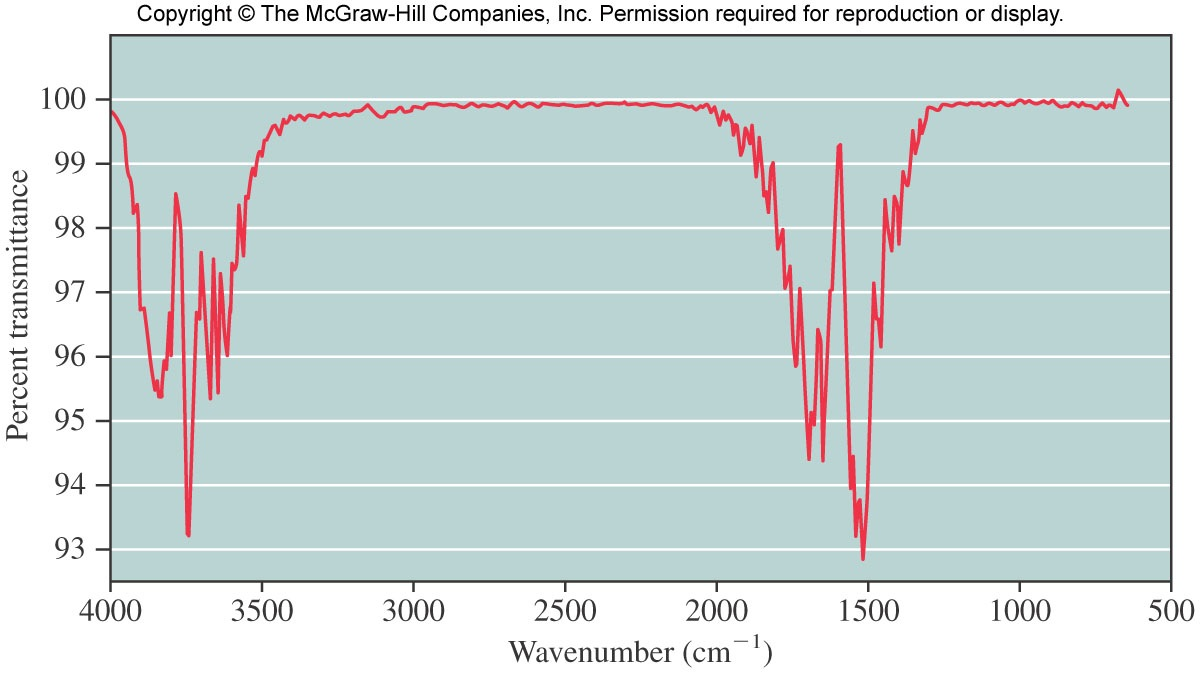 Copyright © The McGraw-Hill Companies, Inc. Permission required for reproduction or display.
100
99
98
97
96
95
94
93
Percent transmittance
4000 3500 3000 2500 2000 1500 1000 500
Wavenumber (cm⁻¹)